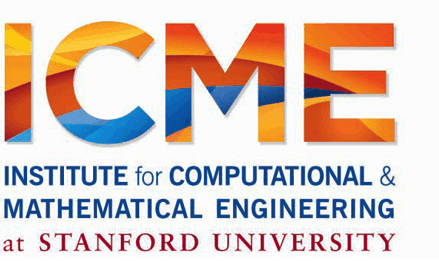 ICME
INSTITUTE for COMPUTATIONAL &
MATHEMATICAL ENGINEERING
at STANFORD UNIVERSITY